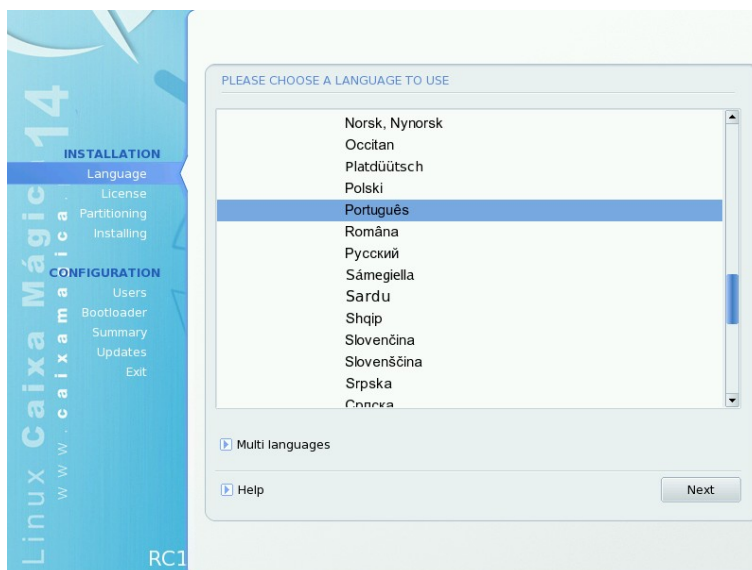 Linux Caixa Mágica 14
www.caixamagica.
INSTALLATION
Language
License
Partitioning
Installing
CONFIGURATION
Users
Bootloader
Summary
Updates
Exit
RC1
PLEASE CHOOSE A LANGUAGE TO USE
Norsk, Nynorsk
Occitan
Platdüütsch
Polski
Português
Româna
Русский
Sámegiella
Sardu
Shqip
Slovenčina
Slovenščina
Srpska
Српска
Multi languages
Help
Next